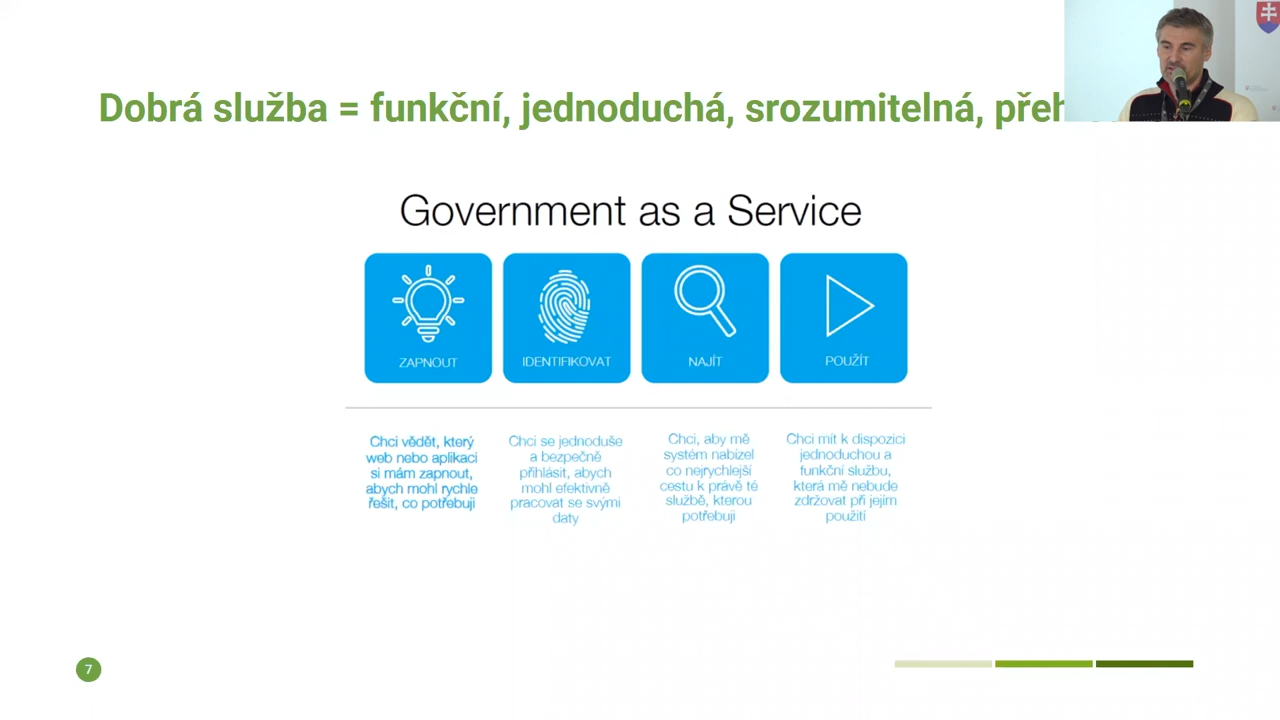 Dobrá služba = funkční, jednoduchá, srozumitelná,
Government as a Service
ZAPNOUT
IDENTIFIKOVAT
NAJÍT
POUŽÍT
Chci vědět, který
web nebo aplikaci
si mám zapnout,
abych mohl rychle
řešit, co potřebuji
Chci se jednoduše
a bezpečně
přihlásit, abych
mohl efektivně
pracovat se svými
daty
Chci, aby mě
systém nabízel
co nejrychlejší
cestu k právě té
službě, kterou
potřebuji
Chci mít k dispozici
jednoduchou a
funkční službu,
která mě nebude
zdržovat při jejím
použití
7